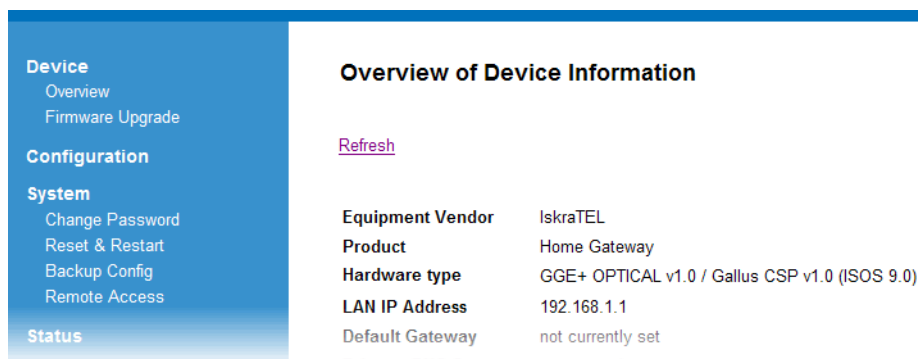 Device
Overview
Firmware Upgrade
Configuration
System
Change Password
Reset & Restart
Backup Config
Remote Access
Status
Overview of Device Information
Refresh
Equipment Vendor IskraTEL
Product Home Gateway
Hardware type GGE+ OPTICAL v1.0 / Gallus CSP v1.0 (ISOS 9.0)
LAN IP Address 192.168.1.1
Default Gateway not currently set